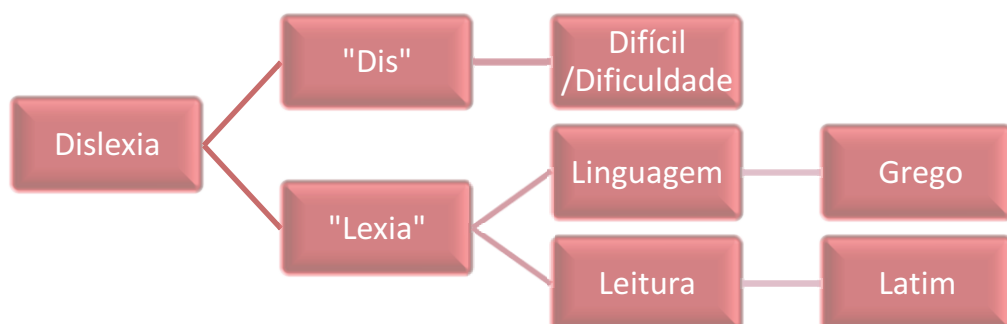 Dislexia
"Dis"
Difícil
/Dificuldade
"Lexia"
Linguagem
Grego
Leitura
Latim